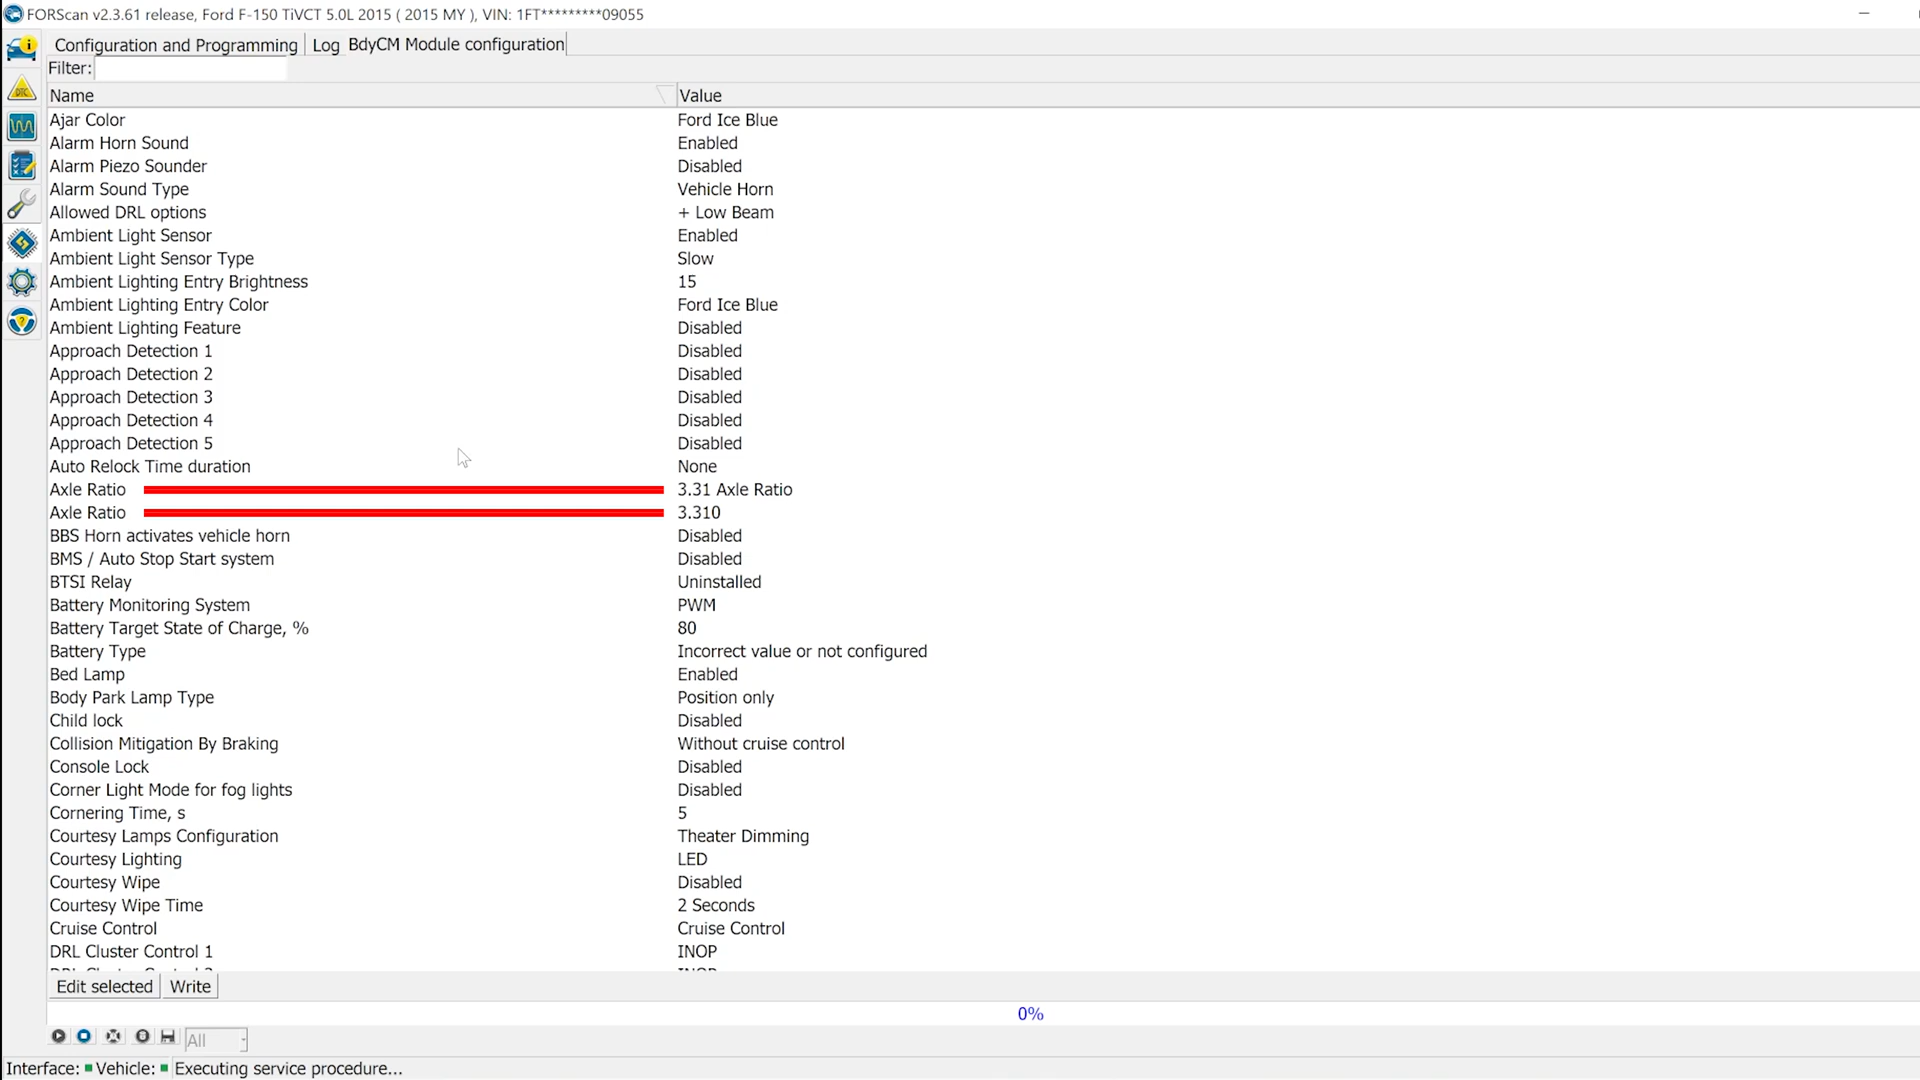 FORScan v2.3.61 release, Ford F-150 TiVCT 5.0L 2015 ( 2015 MY ), VIN: 1FT*********09055
Configuration and Programming Log BdyCM Module configuration
Filter:
Name Value
Ajar Color Ford Ice Blue
Alarm Horn Sound Enabled
Alarm Piezo Sounder Disabled
Alarm Sound Type Vehicle Horn
Allowed DRL options + Low Beam
Ambient Light Sensor Enabled
Ambient Light Sensor Type Slow
Ambient Lighting Entry Brightness 15
Ambient Lighting Entry Color Ford Ice Blue
Ambient Lighting Feature Disabled
Approach Detection 1 Disabled
Approach Detection 2 Disabled
Approach Detection 3 Disabled
Approach Detection 4 Disabled
Approach Detection 5 Disabled
Auto Relock Time duration None
Axle Ratio 3.31 Axle Ratio
Axle Ratio 3.310
BBS Horn activates vehicle horn Disabled
BMS / Auto Stop Start system Disabled
BTSI Relay Uninstalled
Battery Monitoring System PWM
Battery Target State of Charge, % 80
Battery Type Incorrect value or not configured
Bed Lamp Enabled
Body Park Lamp Type Position only
Child lock Disabled
Collision Mitigation By Braking Without cruise control
Console Lock Disabled
Corner Light Mode for fog lights Disabled
Cornering Time, s 5
Courtesy Lamps Configuration Theater Dimming
Courtesy Lighting LED
Courtesy Wipe Disabled
Courtesy Wipe Time 2 Seconds
Cruise Control Cruise Control
DRL Cluster Control 1 INOP
Edit selected Write
0%
All
Interface: Vehicle: Executing service procedure...